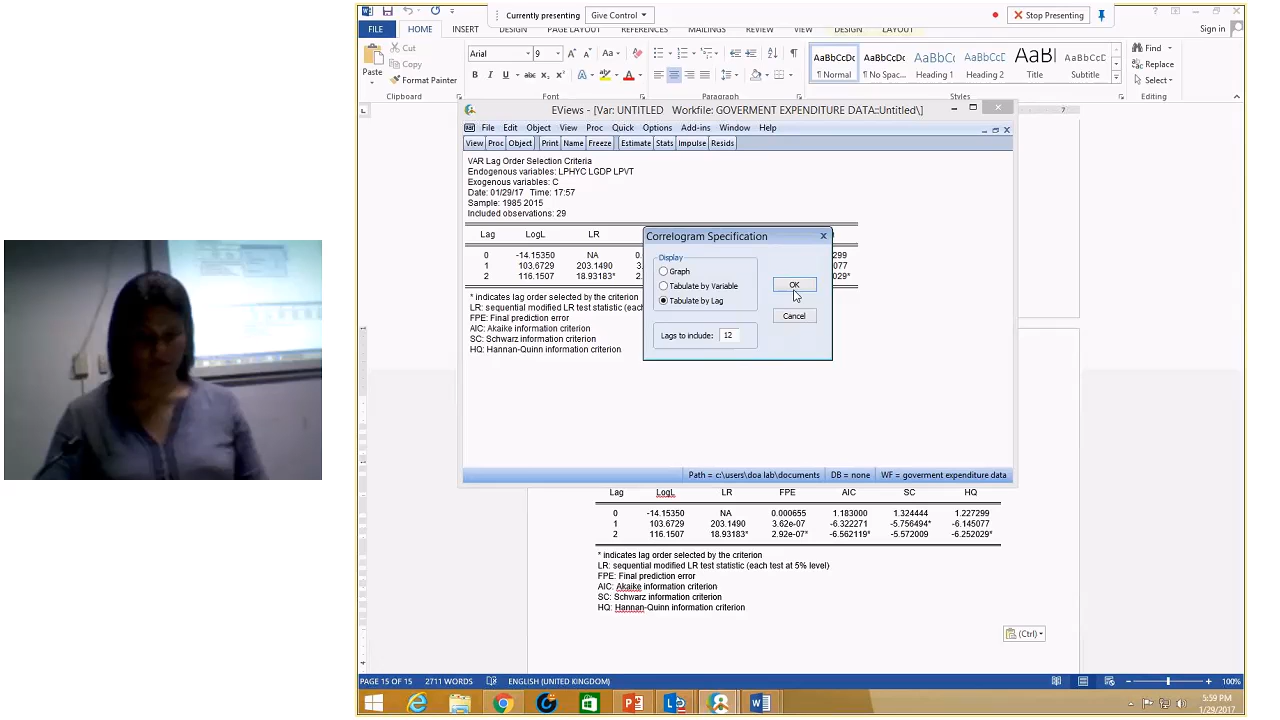 Currently presenting
Give Control
Stop Presenting
Sign in
FILE
HOME
INSERT
DESIGN
PAGE LAYOUT
REFERENCES
MAILINGS
REVIEW
VIEW
DESIGN
LAYOUT
Paste
Cut
Copy
Format Painter
Clipboard
Arial
9
Font
Paragraph
AaBbCcDc
¶ Normal
AaBbCcDc
¶ No Spac...
AaBbC
Heading 1
AaBbCc
Heading 2
Title
AaBbCcD
Subtitle
Styles
Find
Replace
Select
Editing
EViews - [Var: UNTITLED Workfile: GOVERMENT EXPENDITURE DATA::Untitled\]
File Edit Object View Proc Quick Options Add-ins Window Help
View Proc Object Print Name Freeze Estimate Stats Impulse Resids
VAR Lag Order Selection Criteria
Endogenous variables: LPHYC LGDP LPVT
Exogenous variables: C
Date: 01/29/17 Time: 17:57
Sample: 1985 2015
Included observations: 29
Lag LogL LR
0 -14.15350 NA 0.
1 103.6729 203.1490 3.
2 116.1507 18.93183* 2.
* indicates lag order selected by the criterion
LR: sequential modified LR test statistic (each
FPE: Final prediction error
AIC: Akaike information criterion
SC: Schwarz information criterion
HQ: Hannan-Quinn information criterion
Correlogram Specification
Display
Graph
Tabulate by Variable
Tabulate by Lag
Lags to include: 12
OK
Cancel
Path = c:\users\doa lab\documents DB = none WF = goverment expenditure data
Lag LogL LR FPE AIC SC HQ
0 -14.15350 NA 0.000655 1.183000 1.324444 1.227299
1 103.6729 203.1490 3.62e-07 -6.322271 -5.756494* -6.145077
2 116.1507 18.93183* 2.92e-07* -6.562119* -5.572009 -6.252029*
* indicates lag order selected by the criterion
LR: sequential modified LR test statistic (each test at 5% level)
FPE: Final prediction error
AIC: Akaike information criterion
SC: Schwarz information criterion
HQ: Hannan-Quinn information criterion
(Ctrl)
PAGE 15 OF 15 2711 WORDS ENGLISH (UNITED KINGDOM) 100%
5:59 PM
1/29/2017